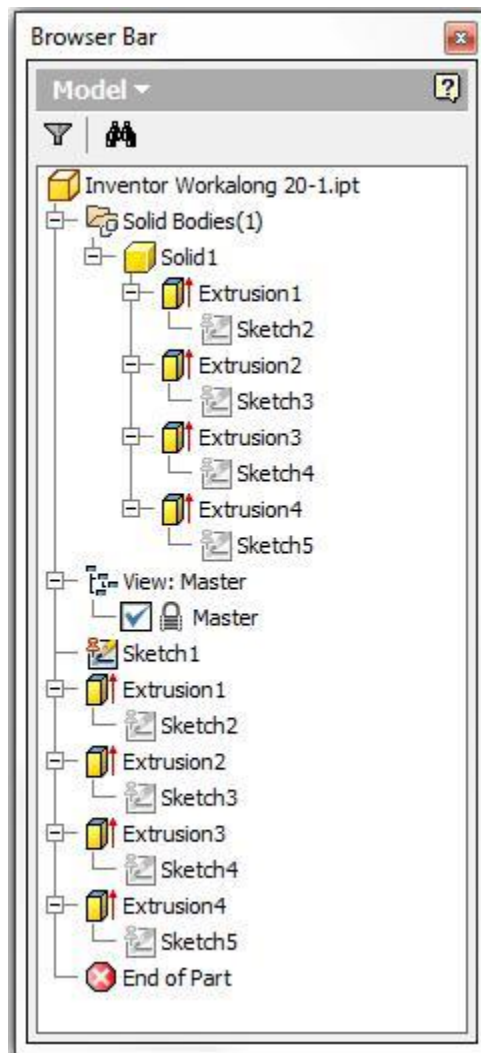 Browser Bar
Model
Inventor Workalong 20-1.ipt
Solid Bodies(1)
Solid1
Extrusion1
Sketch2
Extrusion2
Sketch3
Extrusion3
Sketch4
Extrusion4
Sketch5
View: Master
Master
Sketch1
Extrusion1
Sketch2
Extrusion2
Sketch3
Extrusion3
Sketch4
Extrusion4
Sketch5
End of Part